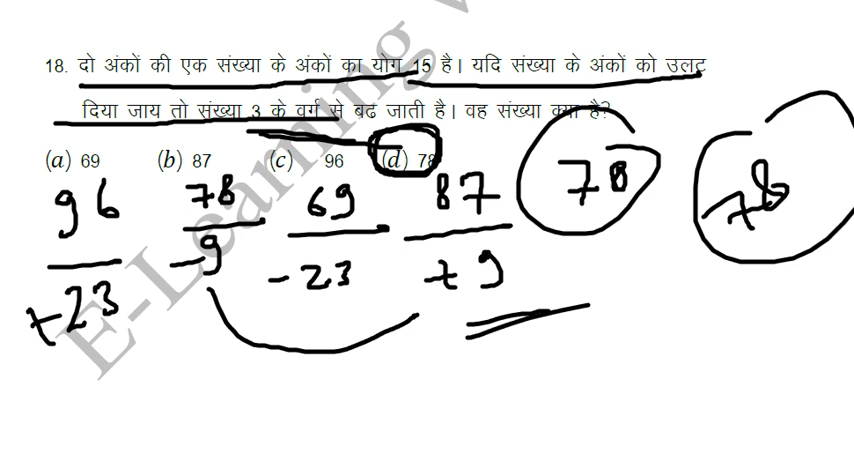 18. दो अंकों की एक संख्या के अंकों का योग 15 है। यदि संख्या के अंकों को उलट
दिया जाय तो संख्या 3 के वर्ग से बढ जाती है। वह संख्या क्या है?
(a) 69 (b) 87 (c) 96 (d) 78
96 78 69 87 78 78
+23 -9 -23 +9
E-Learning